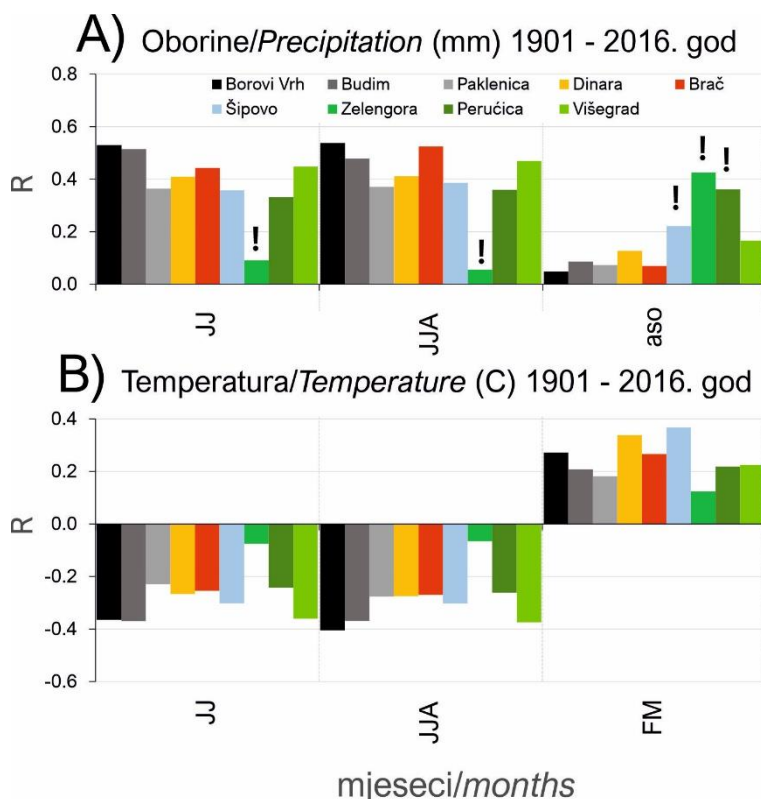 A) Oborine/Precipitation (mm) 1901 - 2016. god
0.8
Borovi Vrh Budim Paklenica Dinara Brač
Šipovo Zelengora Perućica Višegrad
0.6
R
0.4
0.2
0.0
! ! ! ! !
JJ JJA aso
B) Temperatura/Temperature (C) 1901 - 2016. god
0.4
0.2
R
0.0
-0.2
-0.4
-0.6
JJ JJA FM
mjeseci/months